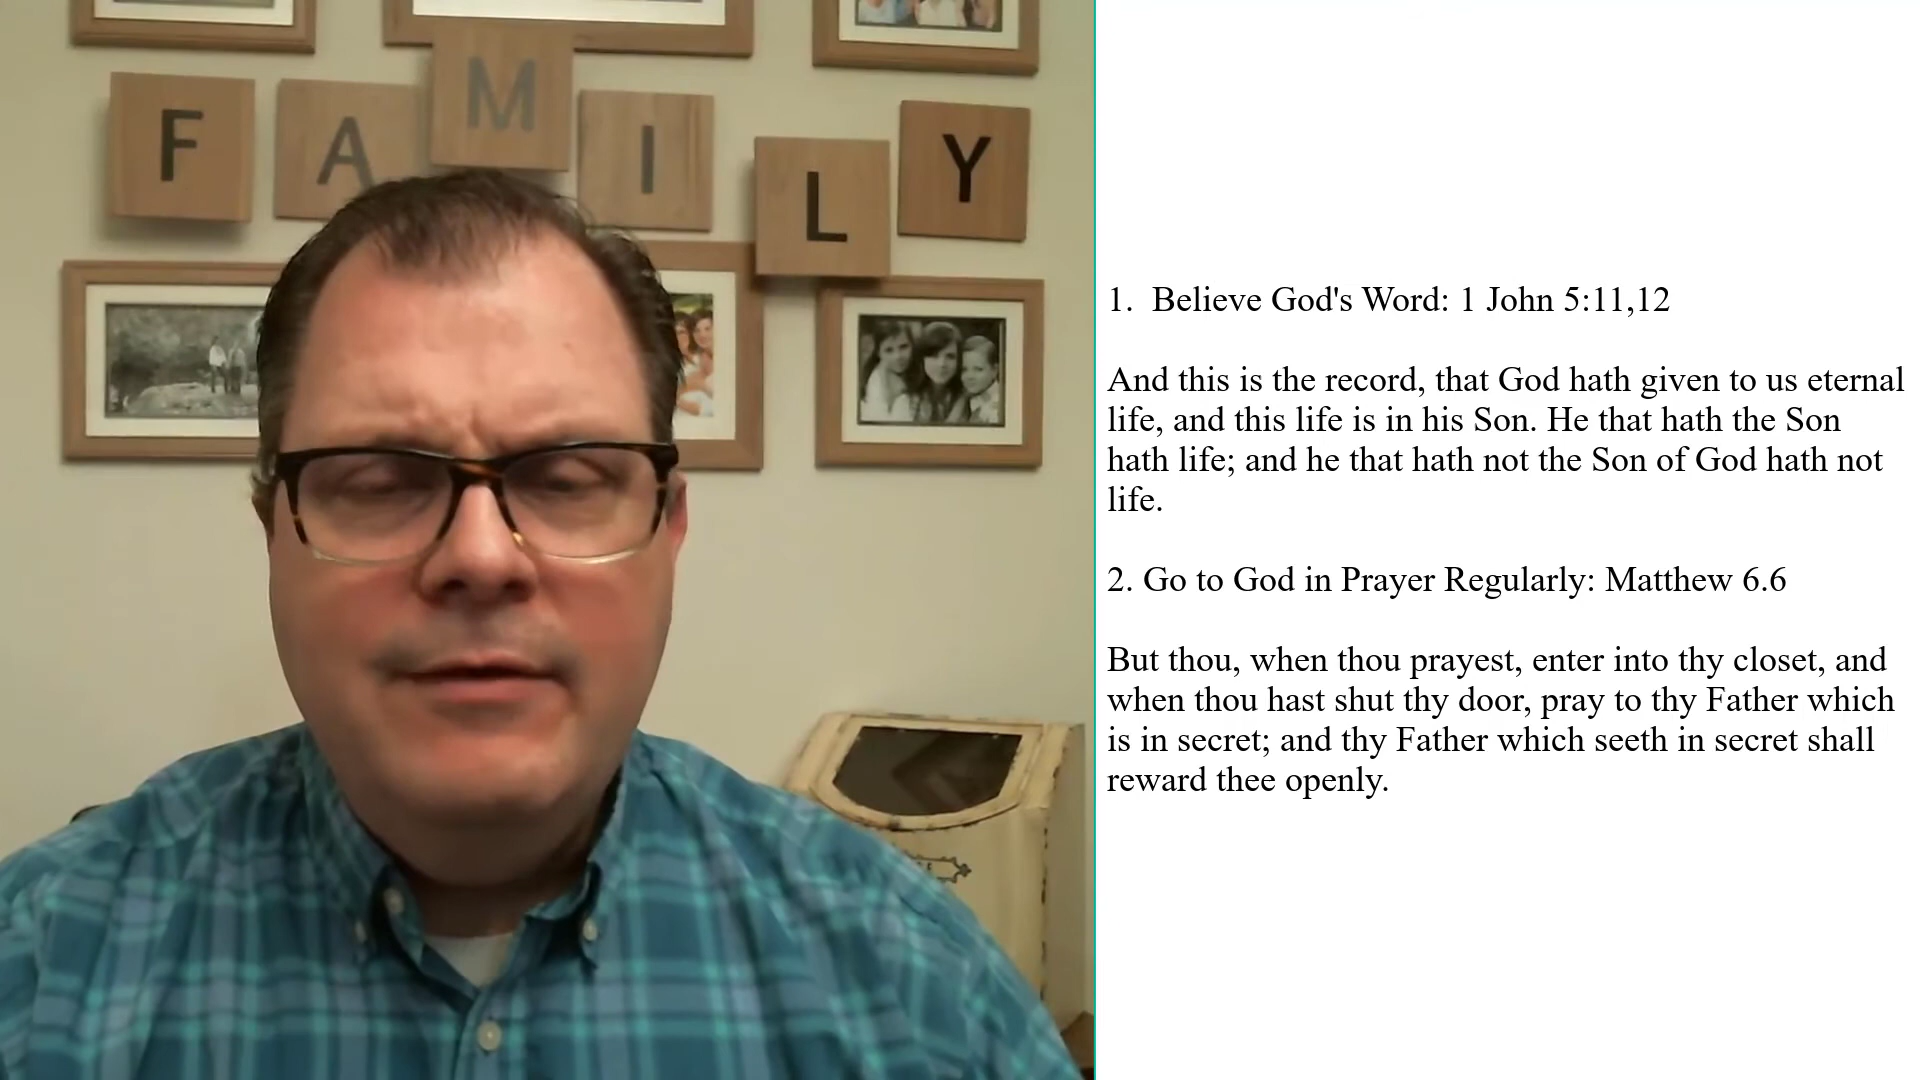 F A M I L Y
1. Believe God's Word: 1 John 5:11,12
And this is the record, that God hath given to us eternal
life, and this life is in his Son. He that hath the Son
hath life; and he that hath not the Son of God hath not
life.
2. Go to God in Prayer Regularly: Matthew 6.6
But thou, when thou prayest, enter into thy closet, and
when thou hast shut thy door, pray to thy Father which
is in secret; and thy Father which seeth in secret shall
reward thee openly.